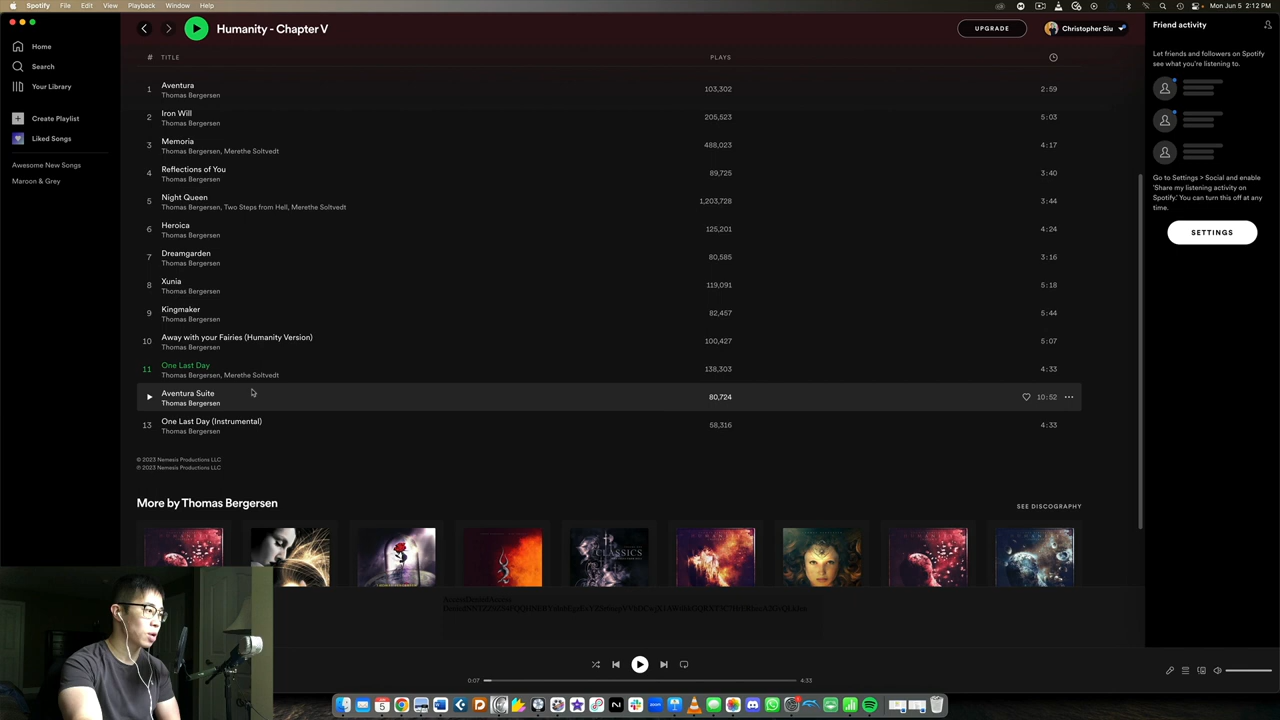 Spotify File Edit View Playback Window Help
Mon Jun 5 2:12 PM
Home
Search
Your Library
Create Playlist
Liked Songs
Awesome New Songs
Maroon & Grey
Humanity - Chapter V
UPGRADE
Christopher Siu
# TITLE PLAYS
1 Aventura 103,302 2:59
Thomas Bergersen
2 Iron Will 205,523 5:03
Thomas Bergersen
3 Memoria 488,023 4:17
Thomas Bergersen, Merethe Soltvedt
4 Reflections of You 89,725 3:40
Thomas Bergersen
5 Night Queen 1,203,728 3:44
Thomas Bergersen, Two Steps from Hell, Merethe Soltvedt
6 Heroica 125,201 4:24
Thomas Bergersen
7 Dreamgarden 80,585 3:16
Thomas Bergersen
8 Xunia 119,091 5:18
Thomas Bergersen
9 Kingmaker 82,457 5:44
Thomas Bergersen
10 Away with your Fairies (Humanity Version) 100,427 5:07
Thomas Bergersen
11 One Last Day 138,303 4:33
Thomas Bergersen, Merethe Soltvedt
Aventura Suite 80,724 10:52
Thomas Bergersen
13 One Last Day (Instrumental) 58,316 4:33
Thomas Bergersen
© 2023 Nemesis Productions LLC
℗ 2023 Nemesis Productions LLC
More by Thomas Bergersen
SEE DISCOGRAPHY
CLASSICS
0:07 4:33
Friend activity
Let friends and followers on Spotify
see what you're listening to.
Go to Settings > Social and enable
'Share my listening activity on
Spotify.' You can turn this off at any
time.
SETTINGS